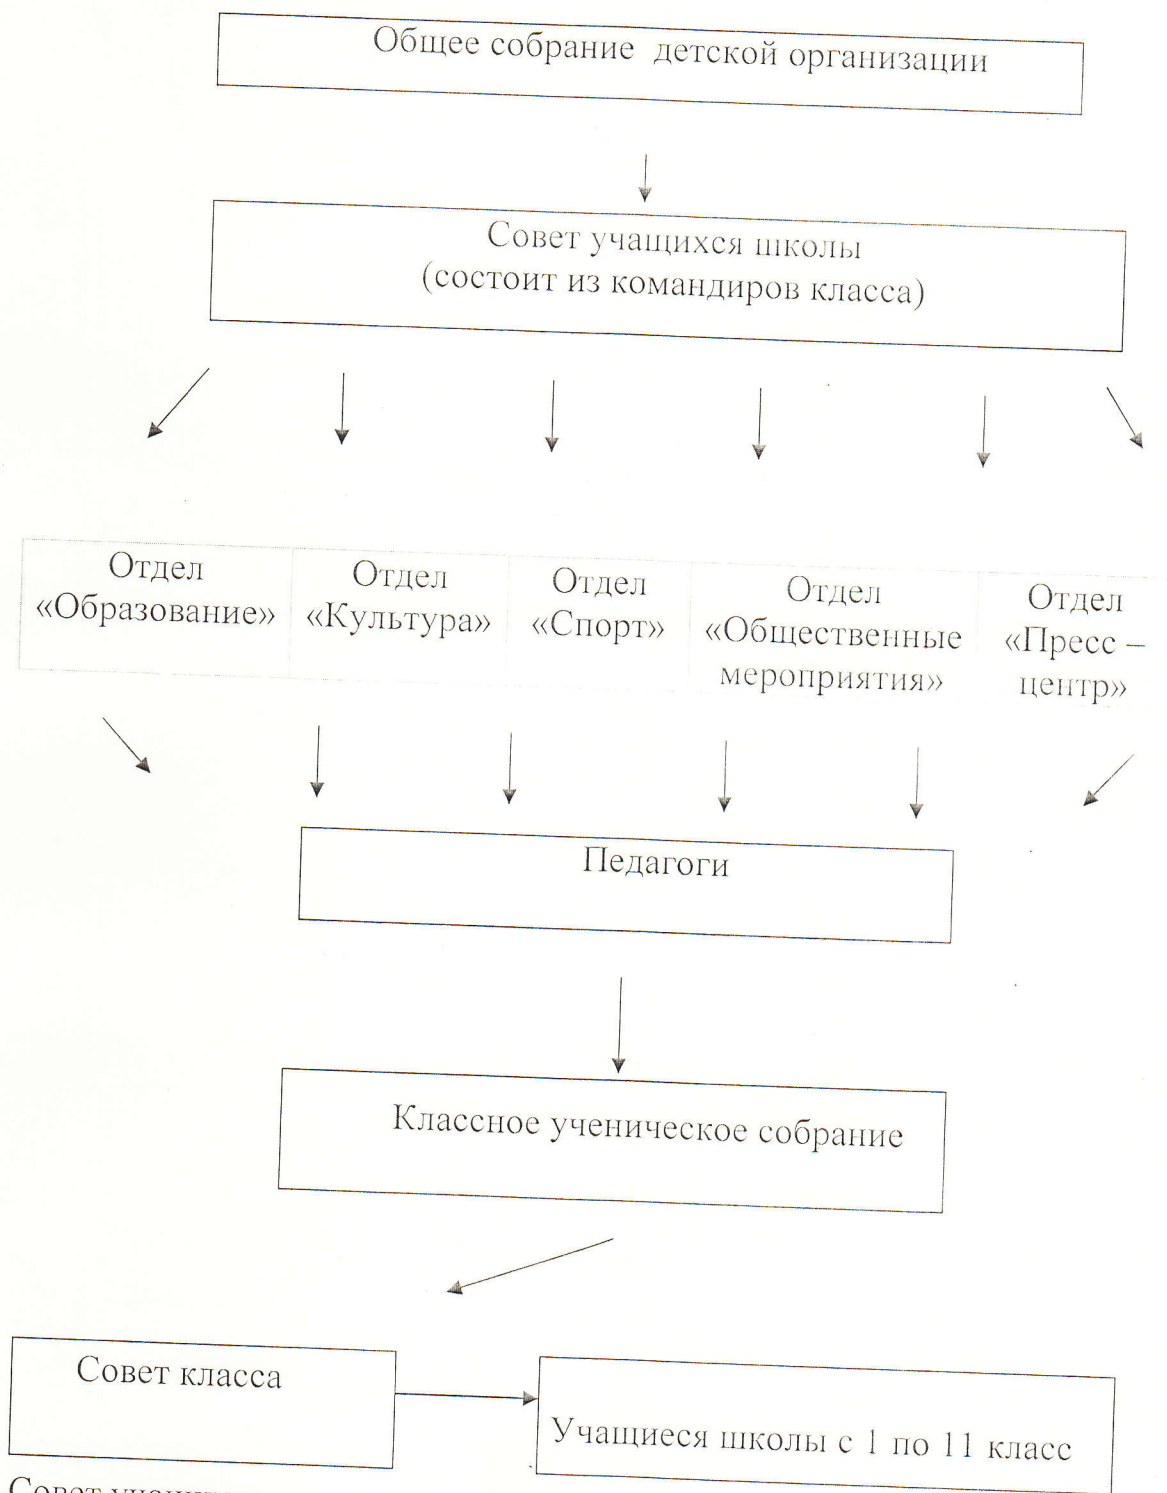 Общее собрание детской организации
Совет учащихся школы
(состоит из командиров класса)
Отдел
«Образование»
Отдел
«Культура»
Отдел
«Спорт»
Отдел
«Общественные
мероприятия»
Отдел
«Пресс –
центр»
Педагоги
Классное ученическое собрание
Совет класса
Учащиеся школы с 1 по 11 класс
Совет